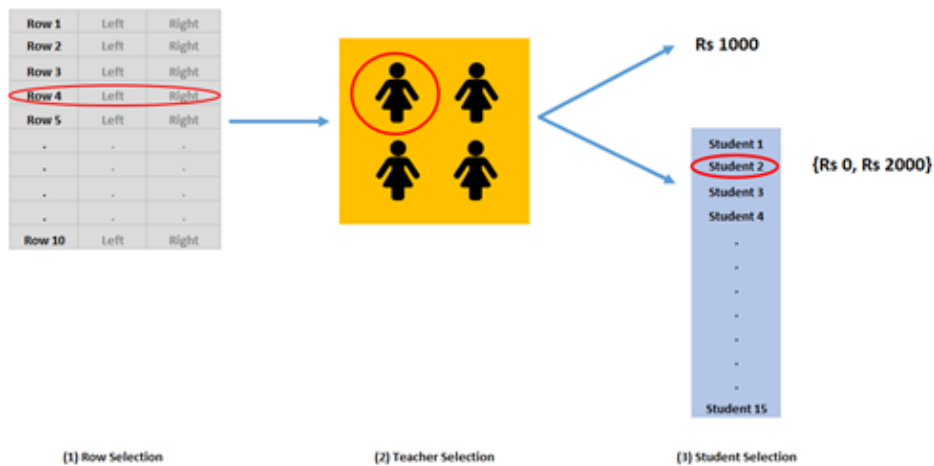 Row 1 Left Right
Row 2 Left Right
Row 3 Left Right
Row 4 Left Right
Row 5 Left Right
. . .
. . .
. . .
. . .
Row 10 Left Right
Rs 1000
Student 1
Student 2
{Rs 0, Rs 2000}
Student 3
Student 4
.
.
.
.
.
.
.
Student 15
(1) Row Selection
(2) Teacher Selection
(3) Student Selection